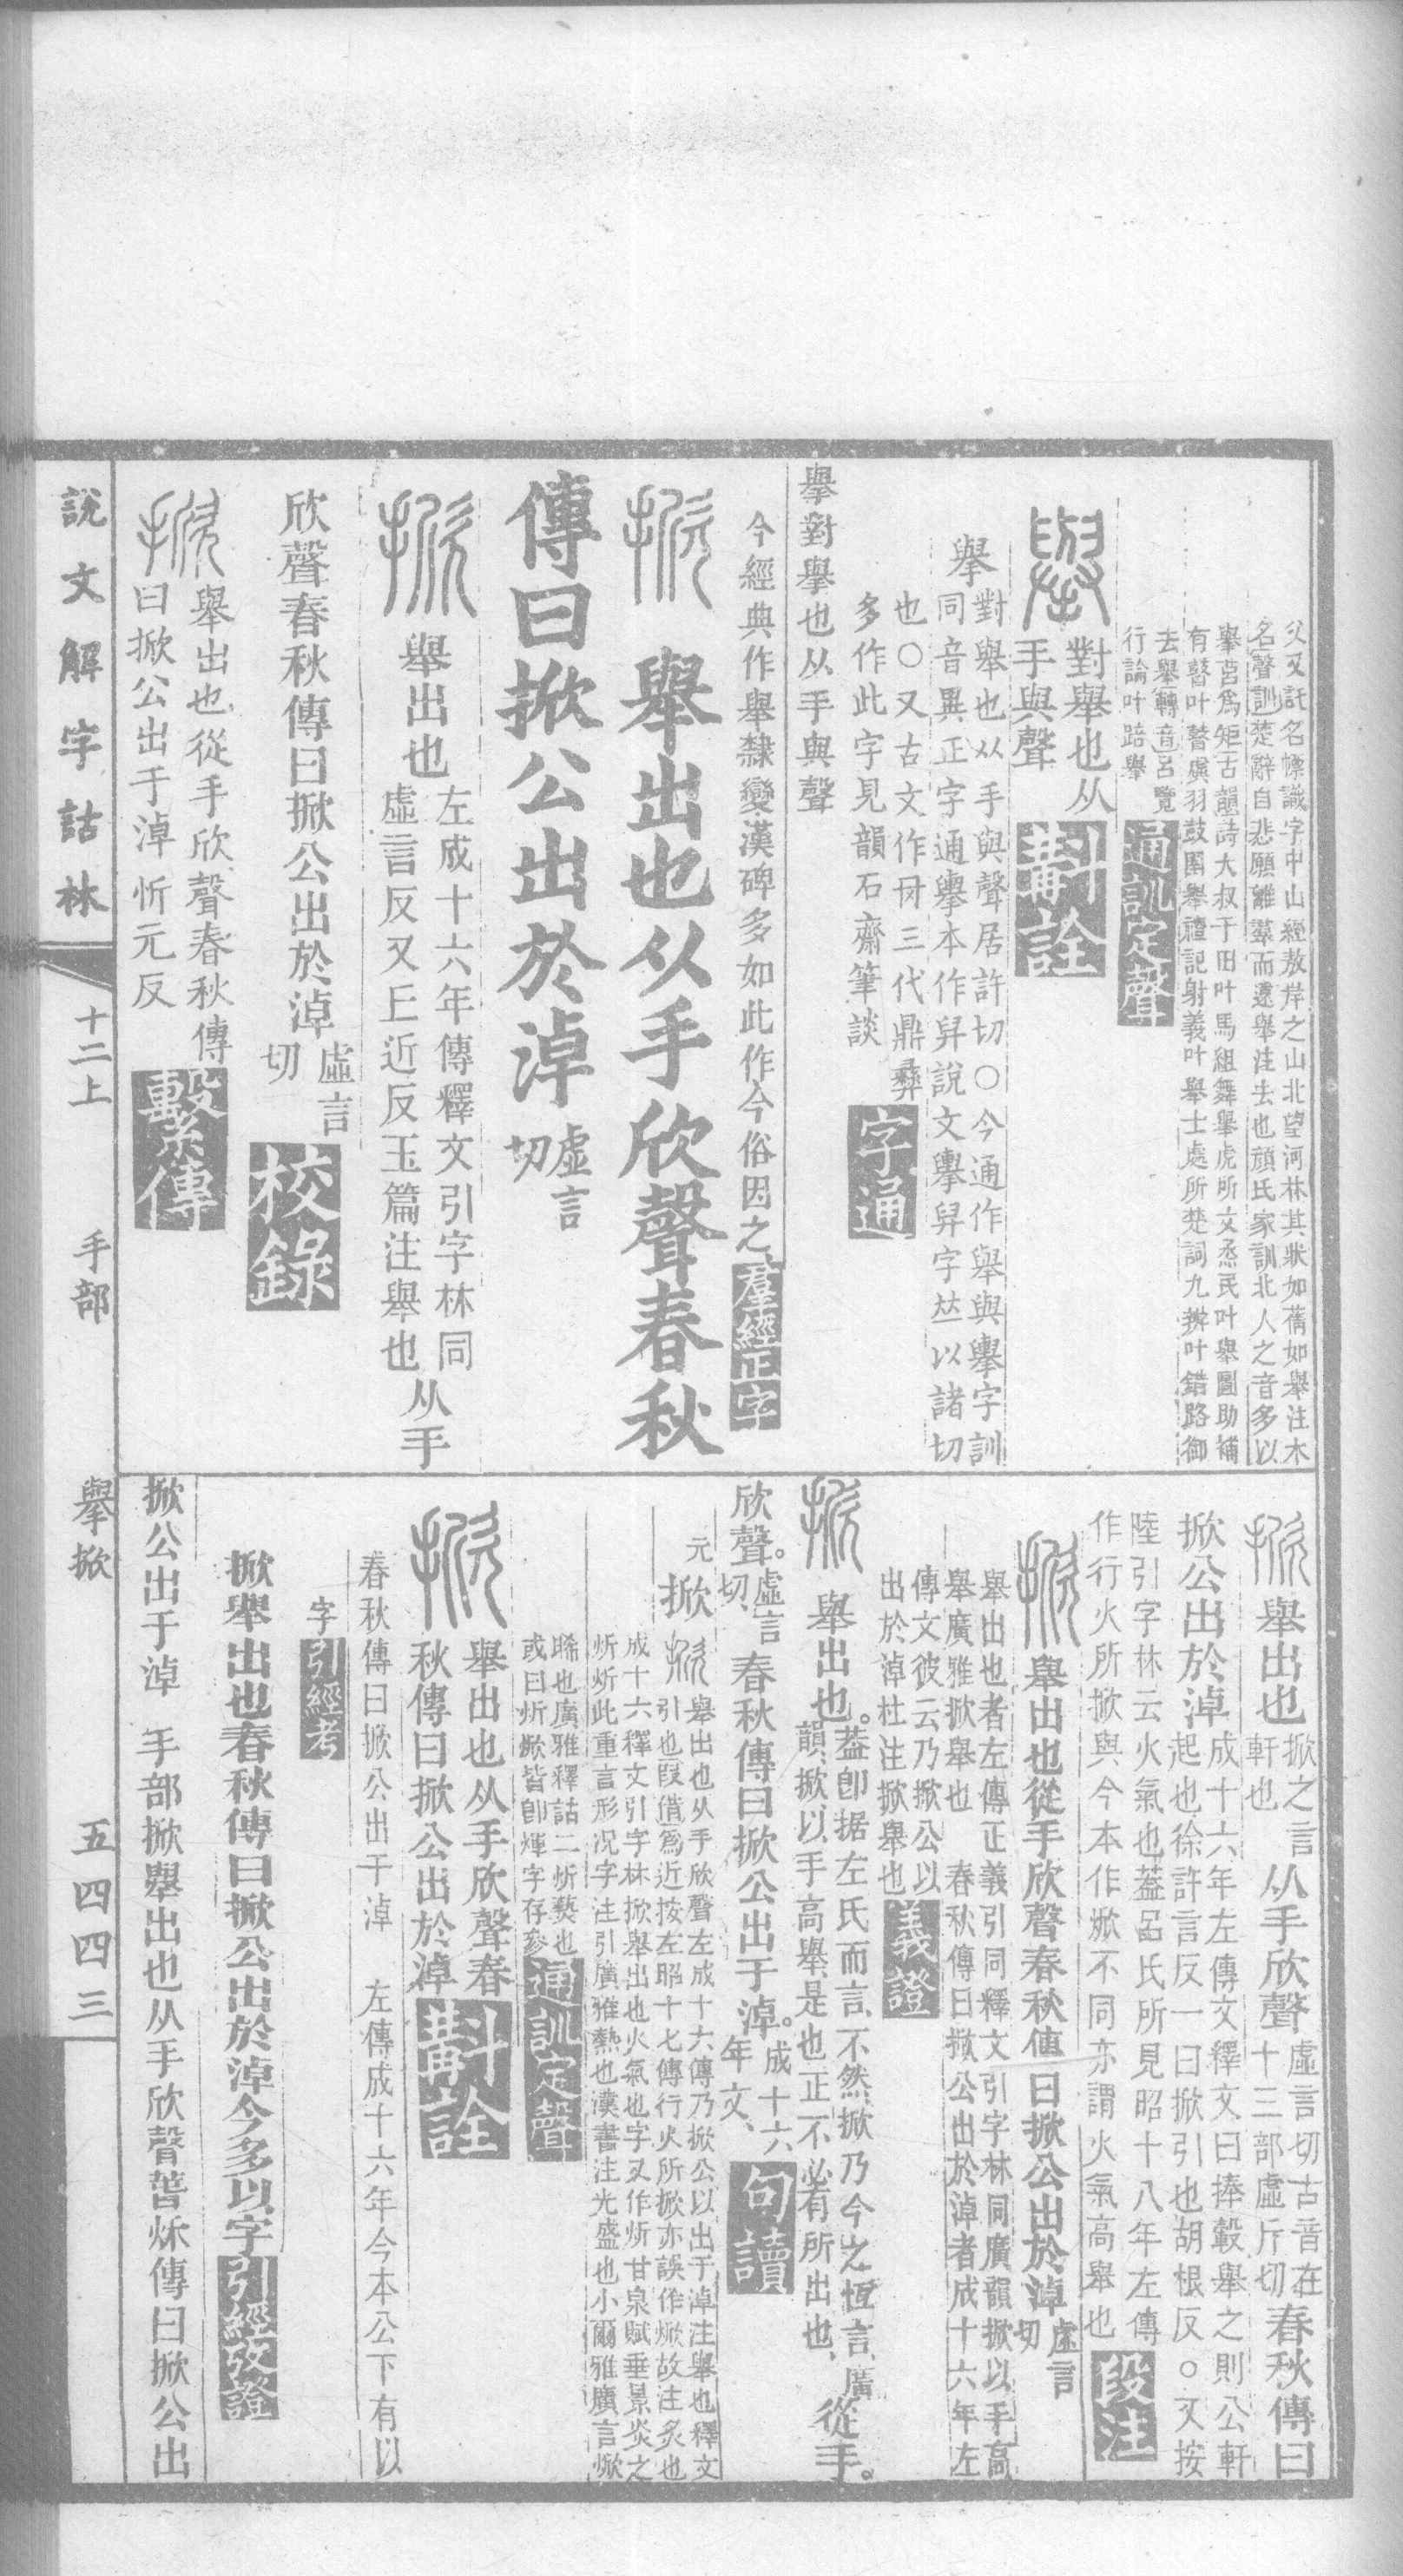 父又託名幖識字中山經敖岸之山北望河林其狀如蒨如舉注木
名聲訓楚辭自悲願離羣而遠舉注去也顏氏家訓北人之音多以
舉莒爲矩古韻詩大叔于田叶馬組舞舉虎所女烝民叶舉圖助補
有瞽叶瞽虡羽鼓圉舉禮記射義叶舉士處所楚詞九辨叶錯路御
去舉轉音呂覽
行論叶踣舉
通訓定聲
對舉也从
手與聲
斠詮
擧
對舉也从手與聲居許切○今通作舉與擧字訓
同音異正字通擧本作舁說文擧舁字𠀤以諸切
也○又古文作𢌱三代鼎彝
多作此字見韻石齋筆談
字通
擧對擧也从手與聲
今經典作舉隸變漢碑多如此作今俗因之
羣經正字
舉出也从手欣聲春秋
傳曰掀公出於淖
虛言
切
舉出也
左成十六年傳釋文引字林同
虛言反又丘近反玉篇注舉也
从手
欣聲春秋傳曰掀公出於淖
虛言
切
校錄
舉出也從手欣聲春秋傳
曰掀公出于淖 忻元反
繫傳
舉出也
掀之言
軒也
从手欣聲
虛言切古音在
十三部虛斤切
春秋傳曰
掀公出於淖
成十六年左傳文釋文曰捧轂舉之則公軒
起也徐許言反一曰掀引也胡根反○又按
陸引字林云火氣也葢呂氏所見昭十八年左傳
作行火所掀與今本作焮不同亦謂火氣高舉也
段注
舉出也從手欣聲春秋傳曰掀公出於淖
虛言
切
舉出也者左傳正義引同釋文引字林同廣韻掀以手高
舉廣雅掀舉也 春秋傳曰掀公出於淖者成十六年左
傳文彼云乃掀公以
出於淖杜注掀舉也
義證
舉出也。
葢卽据左氏而言、不然掀乃今之恆言、廣
韻、掀以手高舉、是也、正不必有所出也、
從手。
欣聲。
虛言
切、
春秋傳曰掀公出于淖。
成十六、
年文、
句讀
元
掀
舉出也从手欣聲左成十六傳乃掀公以出于淖注舉也釋文
引也叚借爲近按左昭十七傳行火所掀亦誤作焮故注炙也
成十六釋文引字林掀舉出也火氣也字又作炘甘泉賦垂景炎之
炘炘此重言形况字注引廣雅熱也漢書注光盛也小爾雅廣言焮
晞也廣雅釋詁二炘爇也
或曰炘焮皆卽煇字存參
通訓定聲
舉出也从手欣聲春
秋傳曰掀公出於淖
斠詮
春秋傳曰掀公出于淖 左傳成十六年今本公下有以
字
引經考
掀舉出也春秋傳曰掀公出於淖今多以字
引經攷證
掀公出于淖 手部掀舉出也从手欣聲萅秌傳曰掀公出
說文解字詁林
十二上 手部 擧掀 五四四三